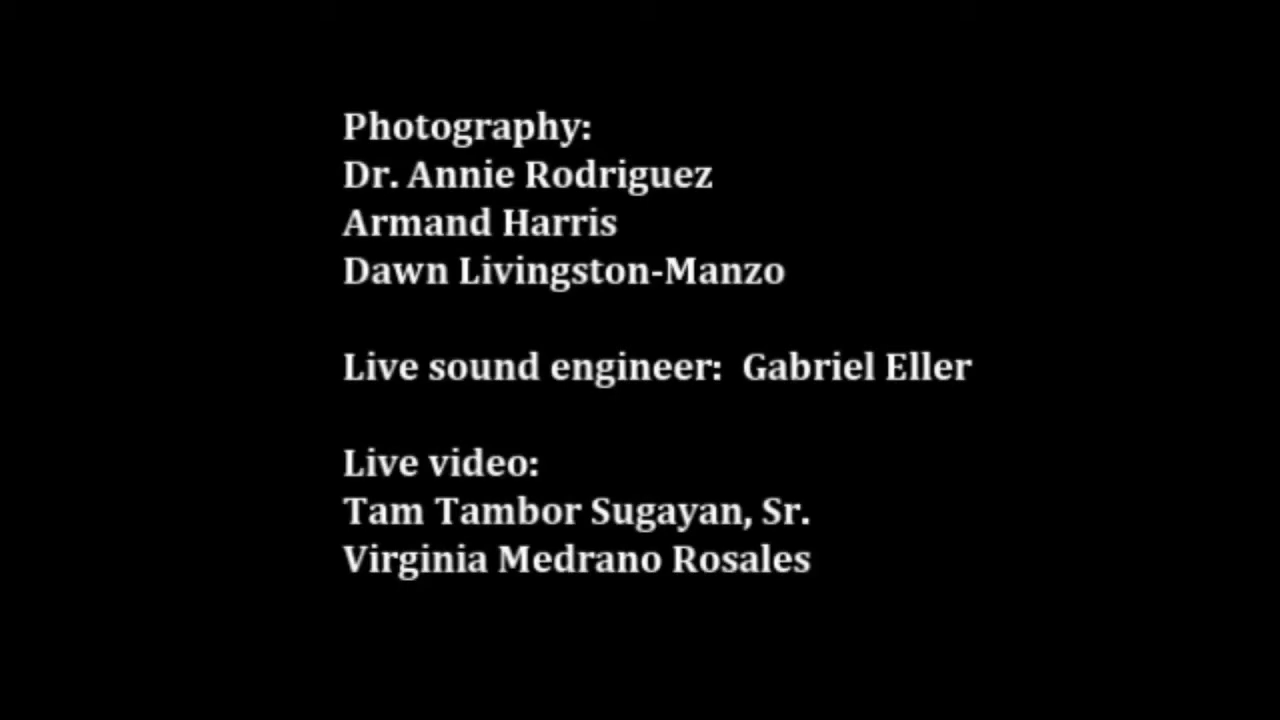 Photography:
Dr. Annie Rodriguez
Armand Harris
Dawn Livingston-Manzo
Live sound engineer:  Gabriel Eller
Live video:
Tam Tambor Sugayan, Sr.
Virginia Medrano Rosales